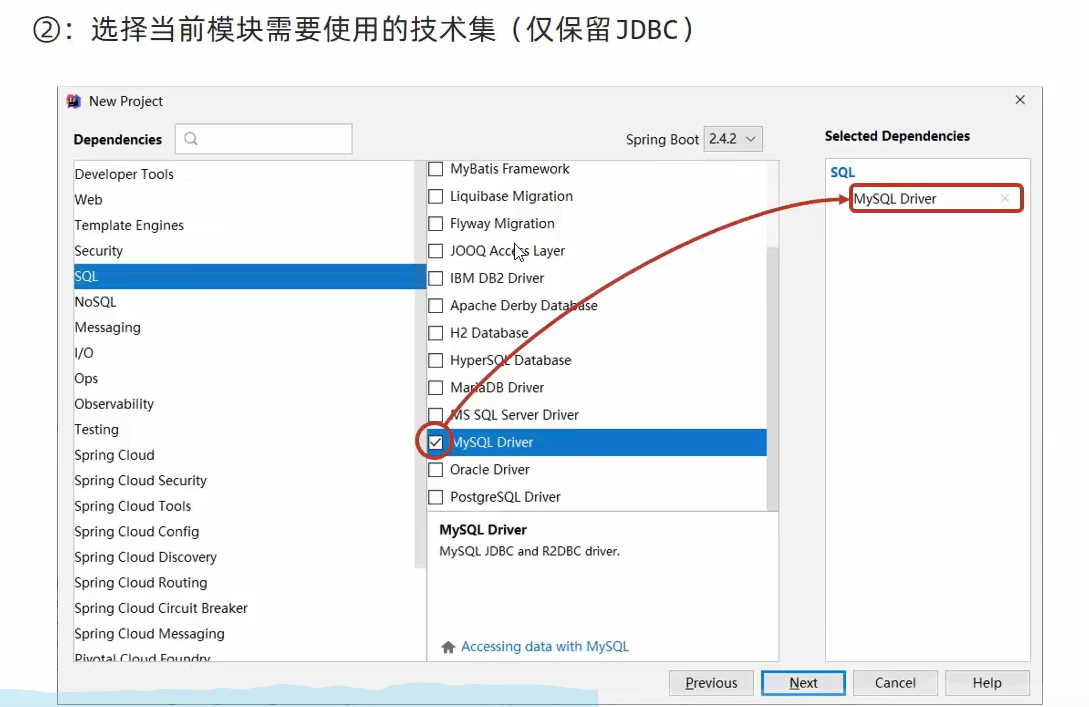 ②：选择当前模块需要使用的技术集（仅保留JDBC）
New Project
Dependencies
Spring Boot 2.4.2
Selected Dependencies
Developer Tools
Web
Template Engines
Security
SQL
NoSQL
Messaging
I/O
Ops
Observability
Testing
Spring Cloud
Spring Cloud Security
Spring Cloud Tools
Spring Cloud Config
Spring Cloud Discovery
Spring Cloud Routing
Spring Cloud Circuit Breaker
Spring Cloud Messaging
Pivotal Cloud Foundry
MyBatis Framework
Liquibase Migration
Flyway Migration
JOOQ Access Layer
IBM DB2 Driver
Apache Derby Database
H2 Database
HyperSQL Database
MariaDB Driver
MS SQL Server Driver
MySQL Driver
Oracle Driver
PostgreSQL Driver
MySQL Driver
MySQL JDBC and R2DBC driver.
Accessing data with MySQL
SQL
MySQL Driver
Previous
Next
Cancel
Help